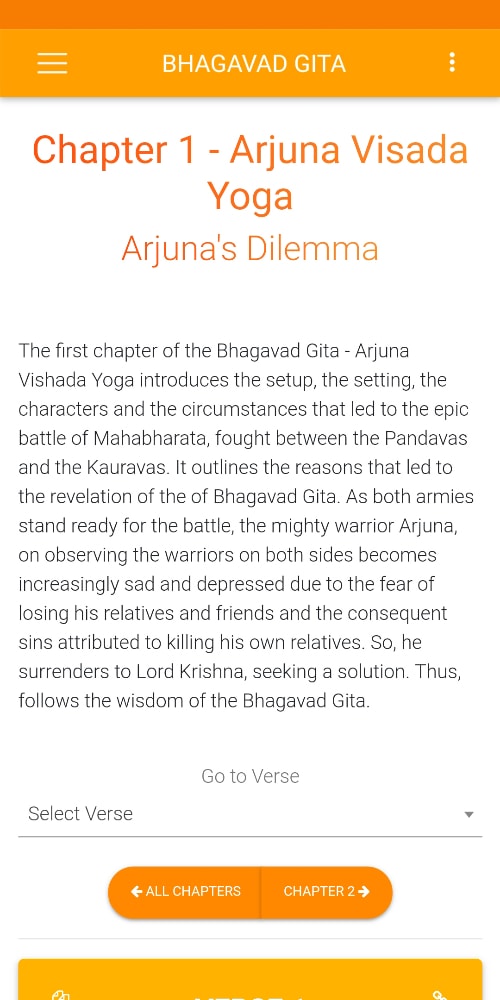 BHAGAVAD GITA
Chapter 1 - Arjuna Visada
Yoga
Arjuna's Dilemma
The first chapter of the Bhagavad Gita - Arjuna
Vishada Yoga introduces the setup, the setting, the
characters and the circumstances that led to the epic
battle of Mahabharata, fought between the Pandavas
and the Kauravas. It outlines the reasons that led to
the revelation of the of Bhagavad Gita. As both armies
stand ready for the battle, the mighty warrior Arjuna,
on observing the warriors on both sides becomes
increasingly sad and depressed due to the fear of
losing his relatives and friends and the consequent
sins attributed to killing his own relatives. So, he
surrenders to Lord Krishna, seeking a solution. Thus,
follows the wisdom of the Bhagavad Gita.
Go to Verse
Select Verse
ALL CHAPTERS
CHAPTER 2